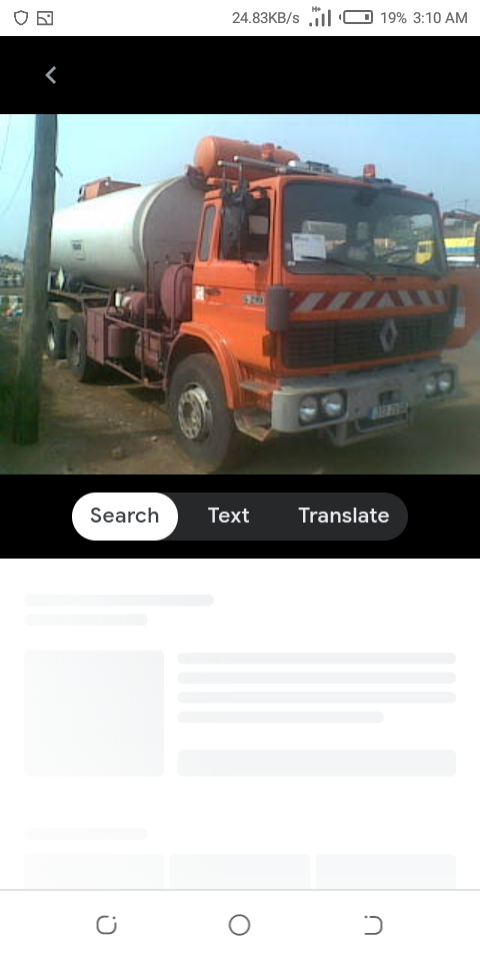 24.83KB/s H+ 19% 3:10 AM
Search Text Translate